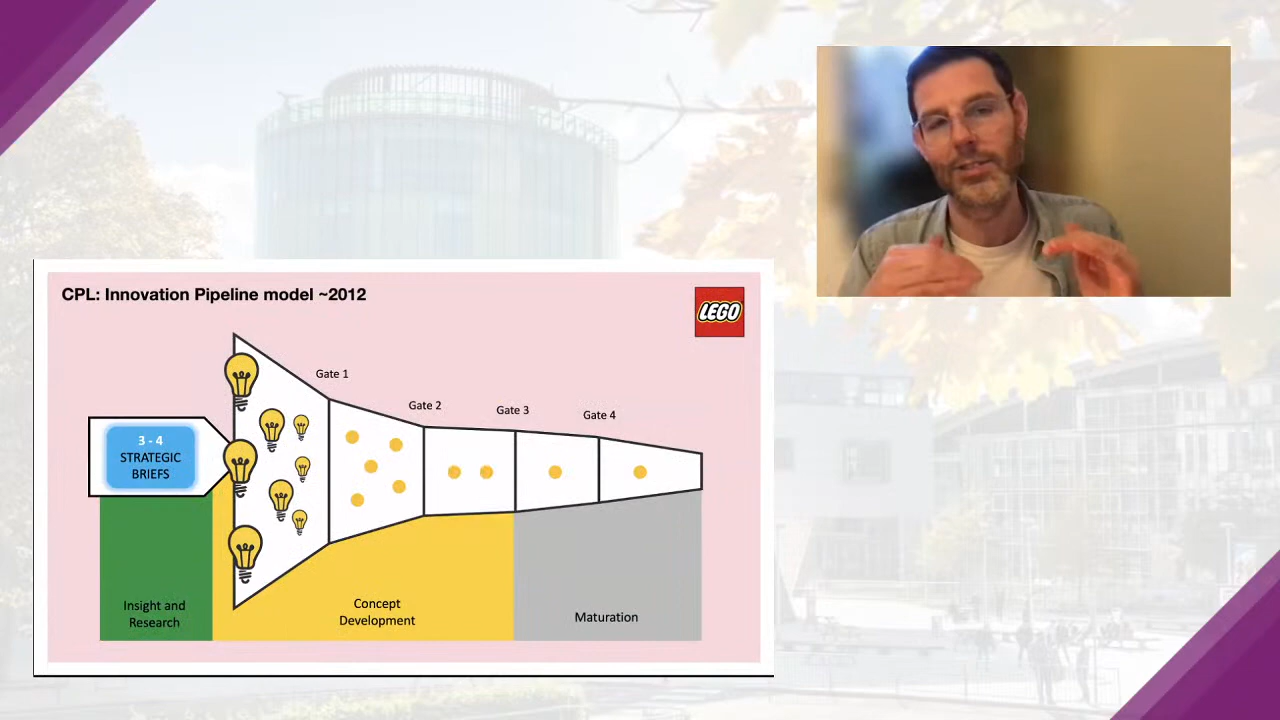 CPL: Innovation Pipeline model ~2012
LEGO
Gate 1
Gate 2
Gate 3
Gate 4
3 - 4
STRATEGIC
BRIEFS
Insight and
Research
Concept
Development
Maturation